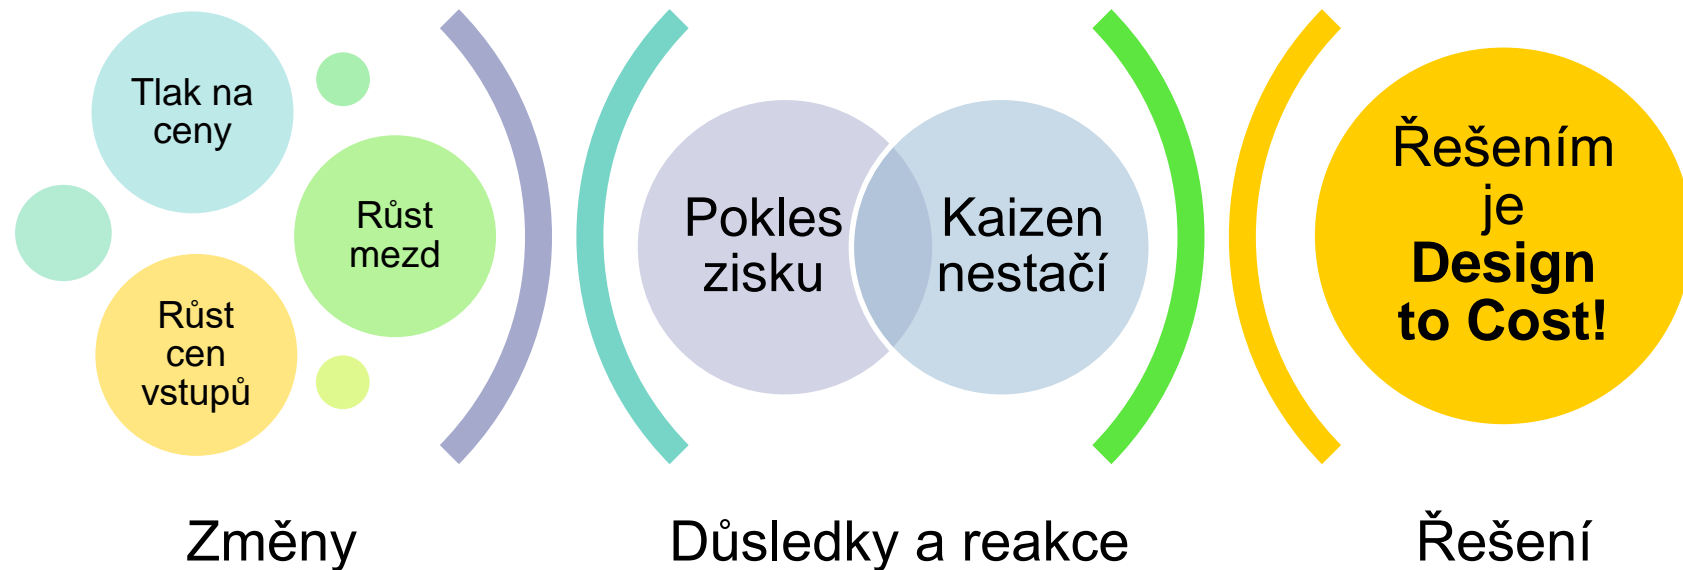 Tlak na
ceny
Růst
mezd
Růst
cen
vstupů
Změny
Pokles
zisku
Kaizen
nestačí
Důsledky a reakce
Řešením
je
Design
to Cost!
Řešení